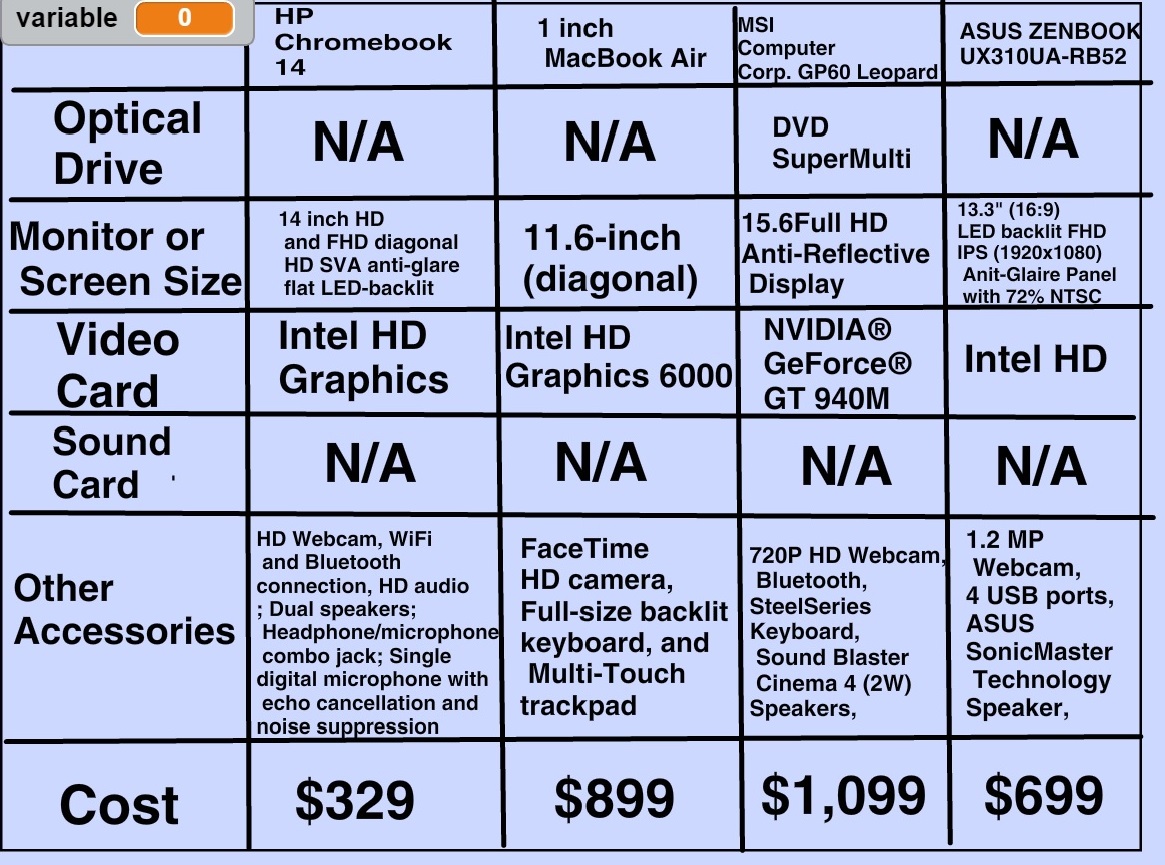 variable 0
HP
Chromebook
14
1 inch
MacBook Air
MSI
Computer
Corp. GP60 Leopard
ASUS ZENBOOK
UX310UA-RB52
Optical
Drive
N/A
N/A
DVD
SuperMulti
N/A
Monitor or
Screen Size
14 inch HD
and FHD diagonal
HD SVA anti-glare
flat LED-backlit
11.6-inch
(diagonal)
15.6Full HD
Anti-Reflective
Display
13.3" (16:9)
LED backlit FHD
IPS (1920x1080)
Anit-Glaire Panel
with 72% NTSC
Video
Card
Intel HD
Graphics
Intel HD
Graphics 6000
NVIDIA®
GeForce®
GT 940M
Intel HD
Sound
Card '
N/A
N/A
N/A
N/A
Other
Accessories
HD Webcam, WiFi
and Bluetooth
connection, HD audio
; Dual speakers;
Headphone/microphone
combo jack; Single
digital microphone with
echo cancellation and
noise suppression
FaceTime
HD camera,
Full-size backlit
keyboard, and
Multi-Touch
trackpad
720P HD Webcam,
Bluetooth,
SteelSeries
Keyboard,
Sound Blaster
Cinema 4 (2W)
Speakers,
1.2 MP
Webcam,
4 USB ports,
ASUS
SonicMaster
Technology
Speaker,
Cost
$329
$899
$1,099
$699